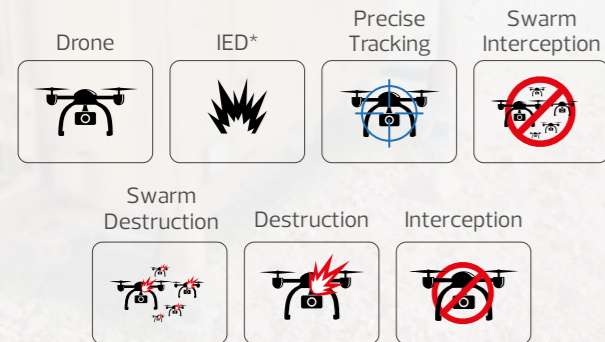 Drone
IED*
Precise
Tracking
Swarm
Interception
Swarm
Destruction
Destruction
Interception